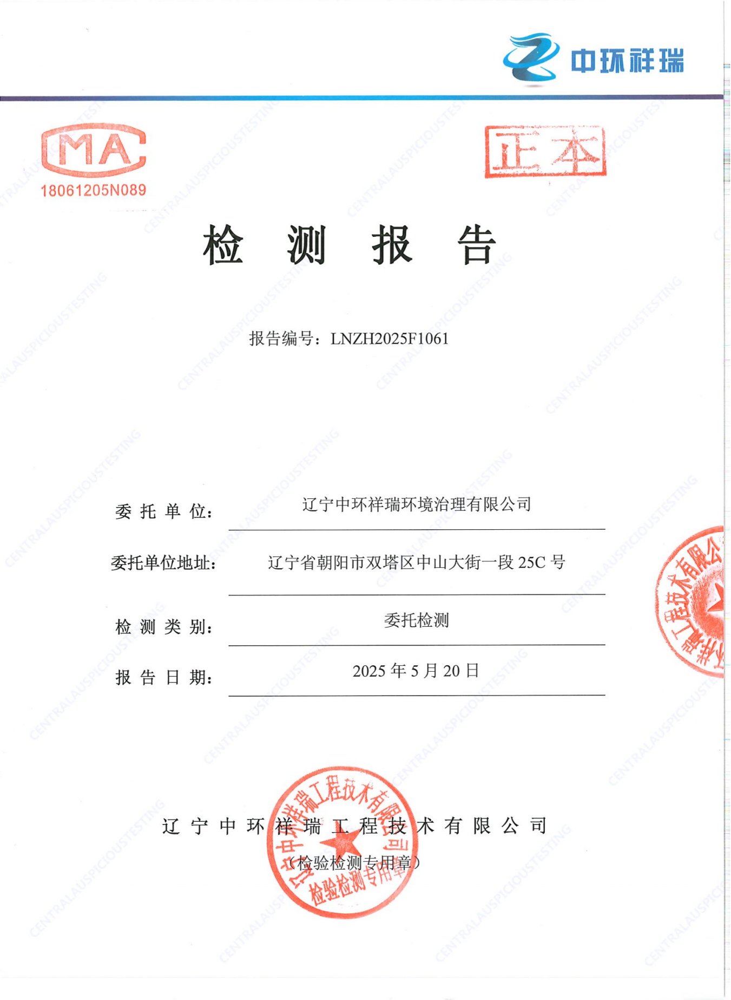 中环祥瑞
MA
18061205N089
正本
检测报告
报告编号：LNZH2025F1061
委托单位：
辽宁中环祥瑞环境治理有限公司
委托单位地址：
辽宁省朝阳市双塔区中山大街一段 25C 号
检测类别：
委托检测
报告日期：
2025 年 5 月 20 日
辽宁中环祥瑞工程技术有限公司
（检验检测专用章）
辽宁中环祥瑞工程技术有限公司
检验检测专用章
环祥瑞工程技术有限公
CENTRALAUSPICIOUSTESTING